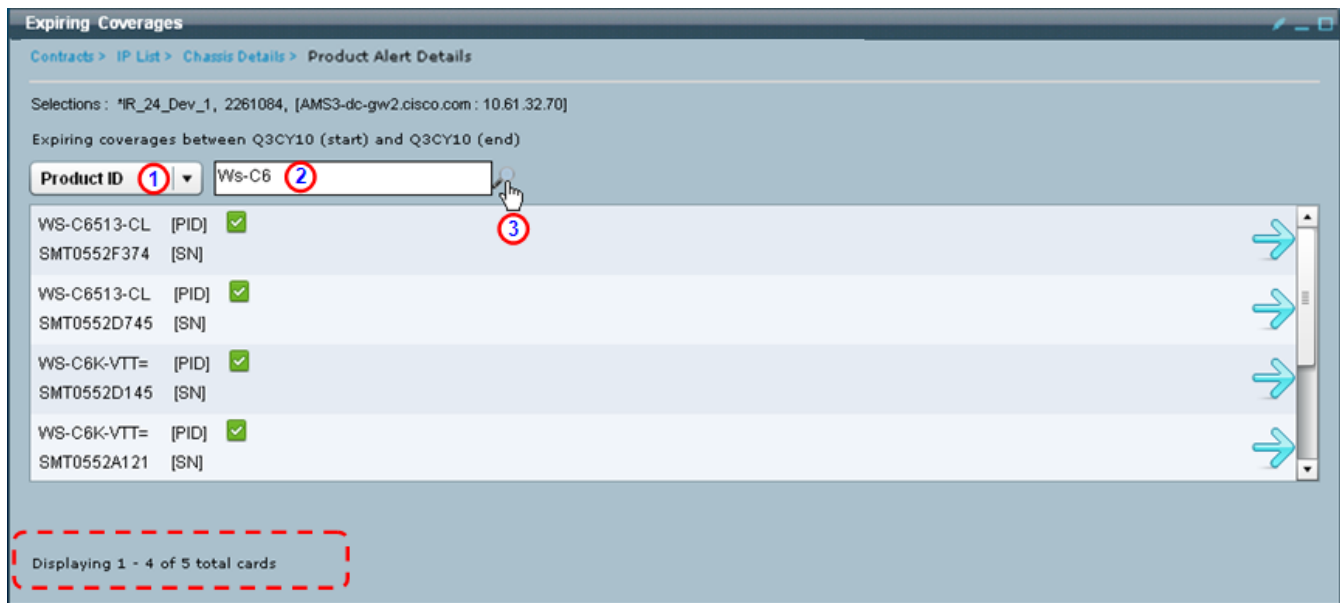 Expiring Coverages
Contracts > IP List > Chassis Details > Product Alert Details
Selections : *IR_24_Dev_1, 2261084, [AMS3-dc-gw2.cisco.com : 10.61.32.70]
Expiring coverages between Q3CY10 (start) and Q3CY10 (end)
Product ID 1 Ws-C6 2
3
WS-C6513-CL [PID]
SMT0552F374 [SN]
WS-C6513-CL [PID]
SMT0552D745 [SN]
WS-C6K-VTT= [PID]
SMT0552D145 [SN]
WS-C6K-VTT= [PID]
SMT0552A121 [SN]
Displaying 1 - 4 of 5 total cards